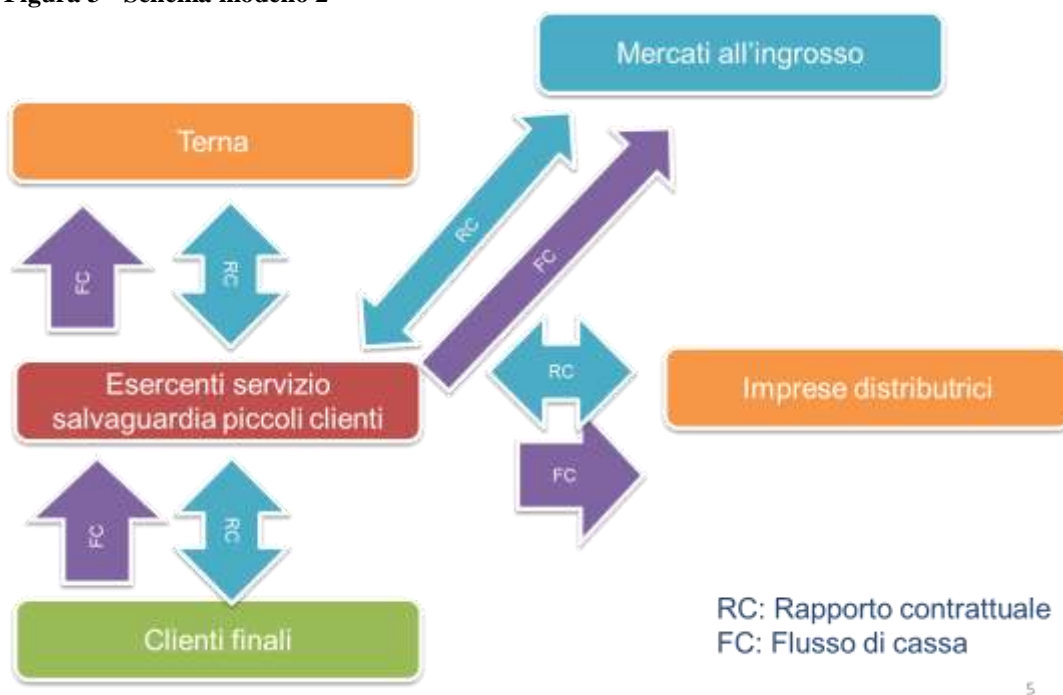 Figura 3 - Schema modello 2
Mercati all'ingrosso
Terna
RC
FC
FC
RC
Esercenti servizio
salvaguardia piccoli clienti
RC
Imprese distributrici
FC
FC
RC
Clienti finali
RC: Rapporto contrattuale
FC: Flusso di cassa
5